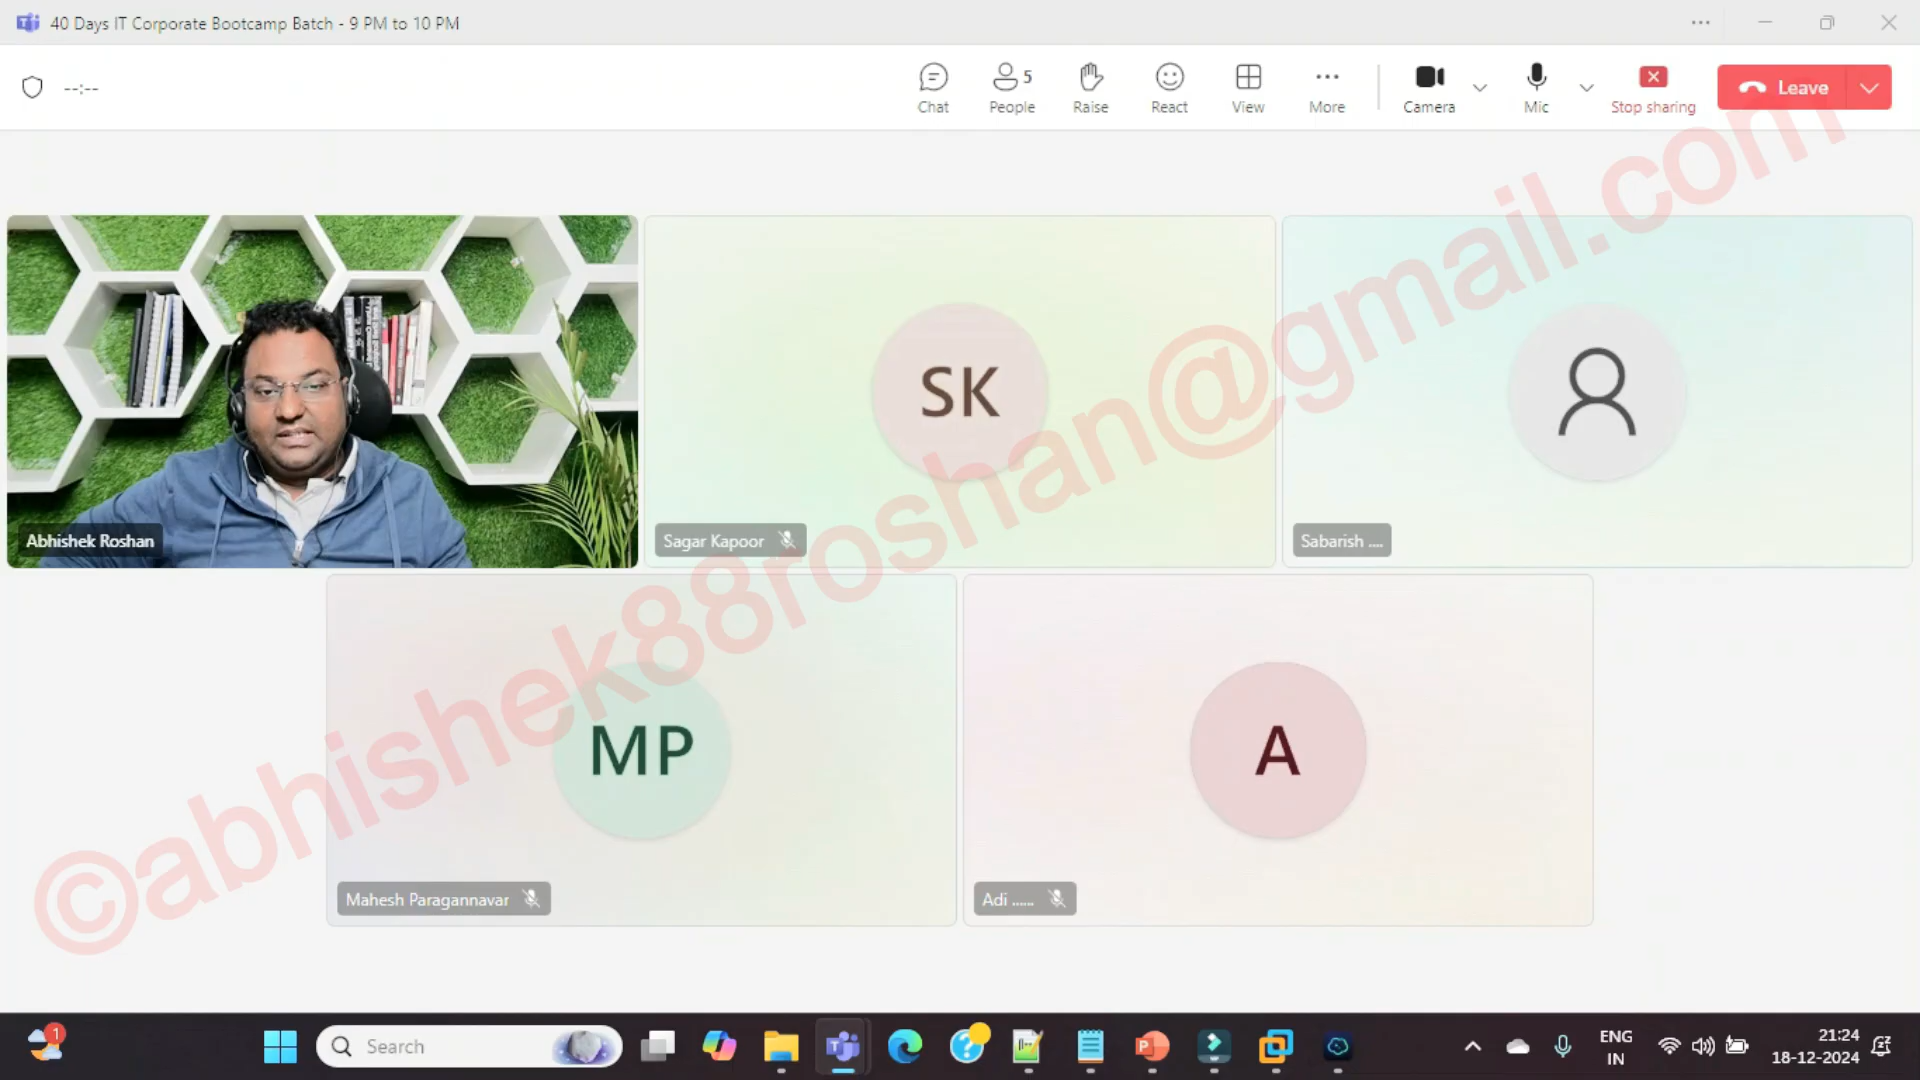 40 Days IT Corporate Bootcamp Batch - 9 PM to 10 PM
--:--
Chat
5
People
Raise
React
View
More
Camera
Mic
Stop sharing
Leave
©abhishek88roshan@gmail.com
Abhishek Roshan
SK
Sagar Kapoor
Sabarish ....
MP
Mahesh Paragannavar
A
Adi ......
1
Search
ENG
IN
21:24
18-12-2024